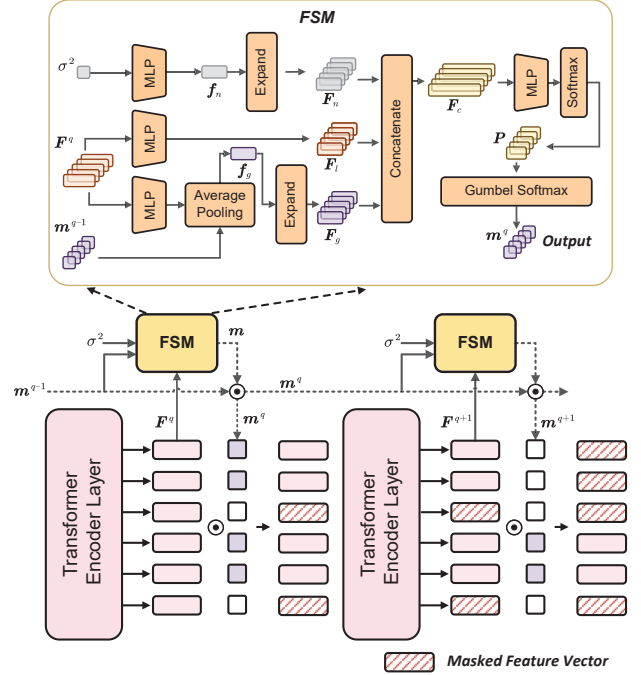 FSM
σ²
MLP
f_n
Expand
F_n
F^q
MLP
F_l
MLP
Average
Pooling
f_g
Expand
F_g
m^{q-1}
Concatenate
F_c
MLP
Softmax
P
Gumbel Softmax
m^q
Output
σ²
FSM
m
m^{q-1}
F^q
m^q
m^q
Transformer
Encoder Layer
σ²
FSM
F^{q+1}
m^{q+1}
Transformer
Encoder Layer
Masked Feature Vector